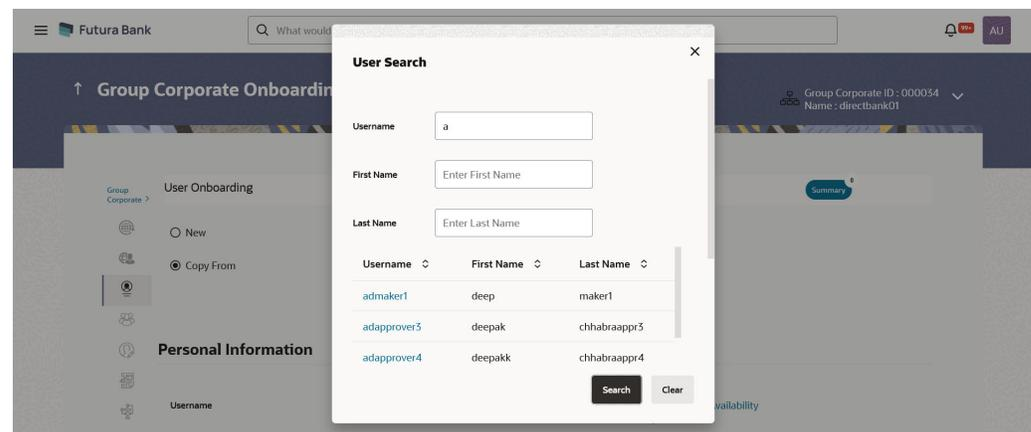 Futura Bank
What would
99+
AU
Group Corporate Onboardin
Group Corporate ID : 000034
Name : directbank01
Group
Corporate >
User Onboarding
Summary
New
Copy From
Personal Information
Username
User Search
Username
a
First Name
Enter First Name
Last Name
Enter Last Name
Username First Name Last Name
admaker1 deep maker1
adapprover3 deepak chhabraappr3
adapprover4 deepakk chhabraappr4
Search Clear
vailability